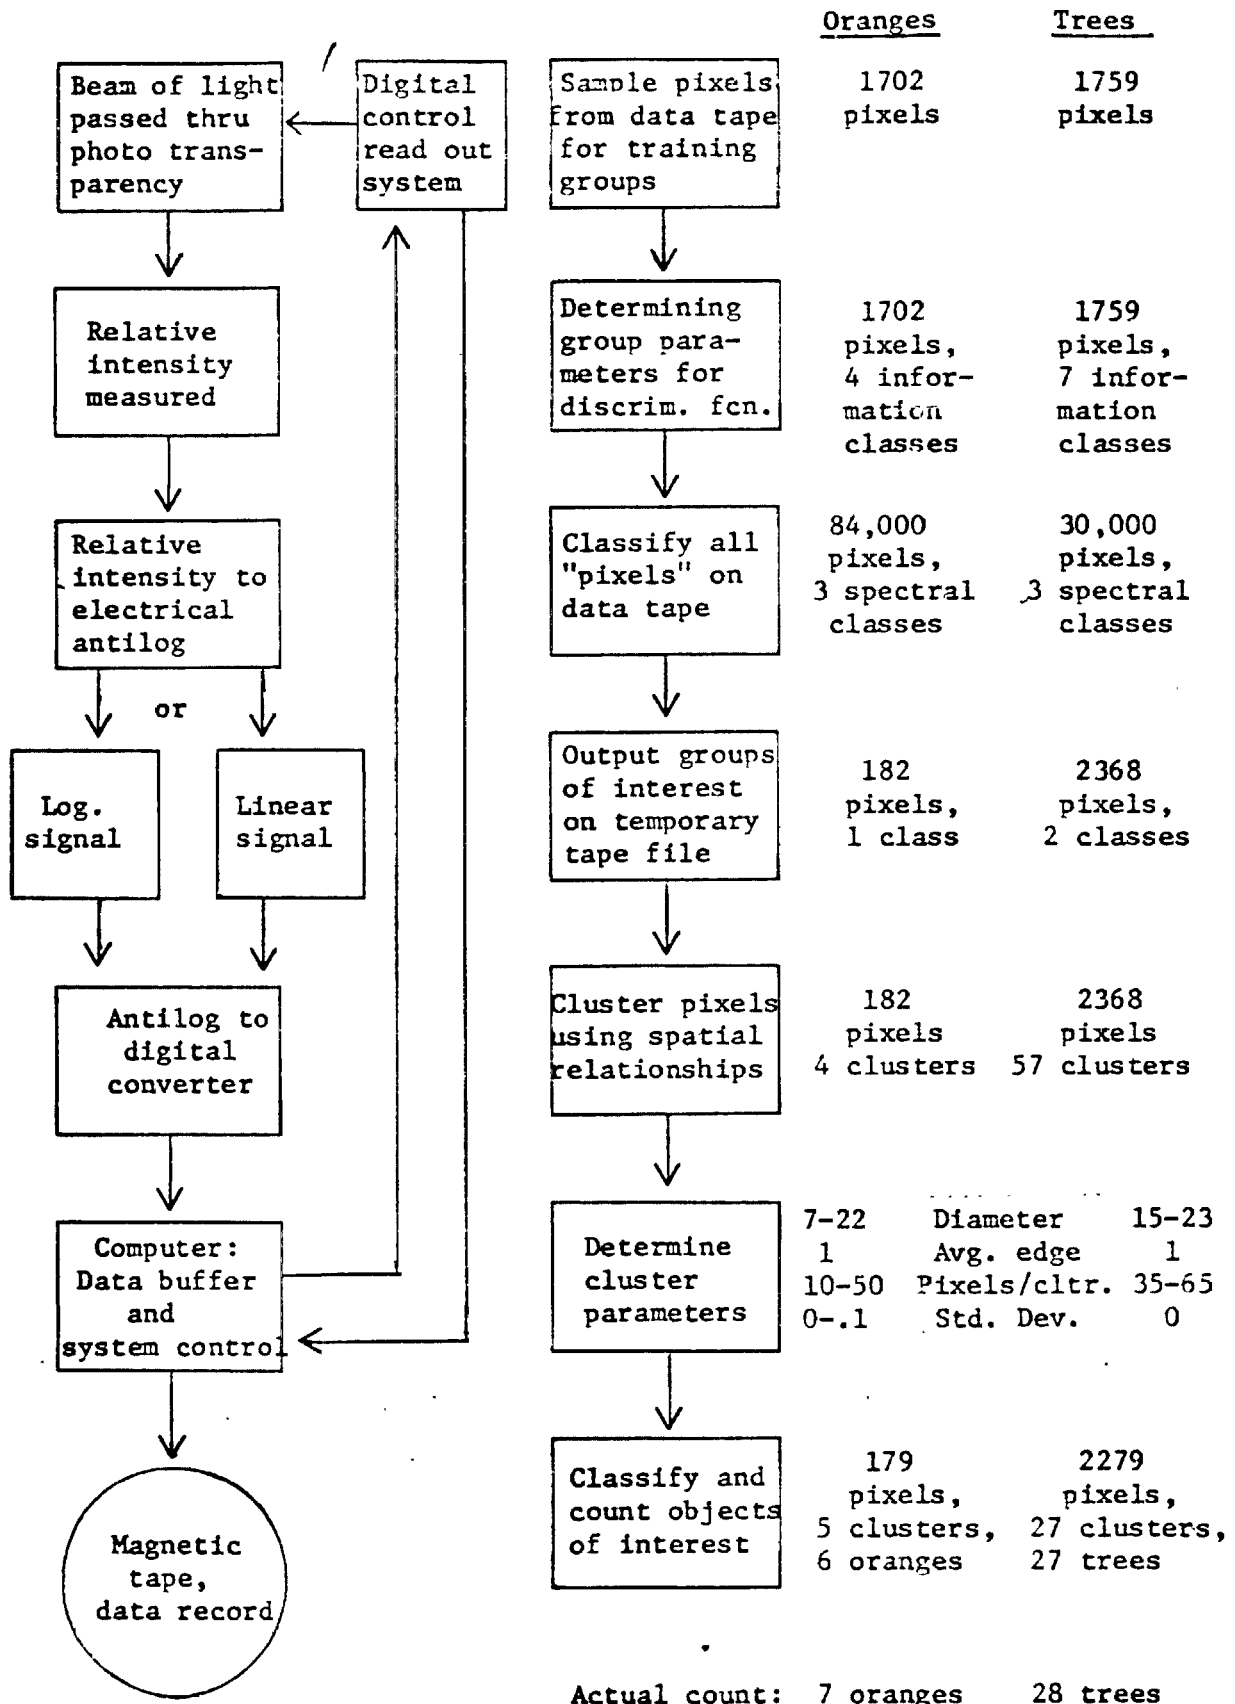 Oranges Trees
Beam of light
passed thru
photo trans-
parency
Digital
control
read out
system
Relative
intensity
measured
Relative
intensity to
electrical
antilog
or
Log.
signal
Linear
signal
Antilog to
digital
converter
Computer:
Data buffer
and
system control
Magnetic
tape,
data record
Sample pixels
from data tape
for training
groups
1702
pixels
1759
pixels
Determining
group para-
meters for
discrim. fcn.
1702
pixels,
4 infor-
mation
classes
1759
pixels,
7 infor-
mation
classes
Classify all
"pixels" on
data tape
84,000
pixels,
3 spectral
classes
30,000
pixels,
3 spectral
classes
Output groups
of interest
on temporary
tape file
182
pixels,
1 class
2368
pixels,
2 classes
Cluster pixels
using spatial
relationships
182
pixels
4 clusters
2368
pixels
57 clusters
Determine
cluster
parameters
7-22 Diameter 15-23
1 Avg. edge 1
10-50 Pixels/cltr. 35-65
0-.1 Std. Dev. 0
Classify and
count objects
of interest
179
pixels,
5 clusters,
6 oranges
2279
pixels,
27 clusters,
27 trees
Actual count: 7 oranges 28 trees